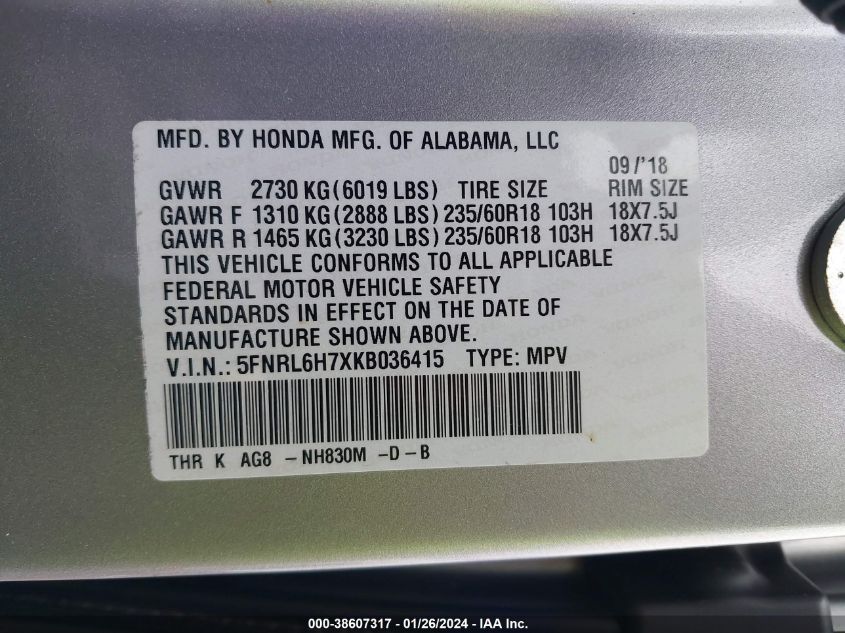 MFD. BY HONDA MFG. OF ALABAMA, LLC
09/'18
GVWR 2730 KG (6019 LBS) TIRE SIZE RIM SIZE
GAWR F 1310 KG (2888 LBS) 235/60R18 103H 18X7.5J
GAWR R 1465 KG (3230 LBS) 235/60R18 103H 18X7.5J
THIS VEHICLE CONFORMS TO ALL APPLICABLE
FEDERAL MOTOR VEHICLE SAFETY
STANDARDS IN EFFECT ON THE DATE OF
MANUFACTURE SHOWN ABOVE.
V.I.N.: 5FNRL6H7XKB036415 TYPE: MPV
THR K AG8 -NH830M -D-B
000-38607317 - 01/26/2024 - IAA Inc.